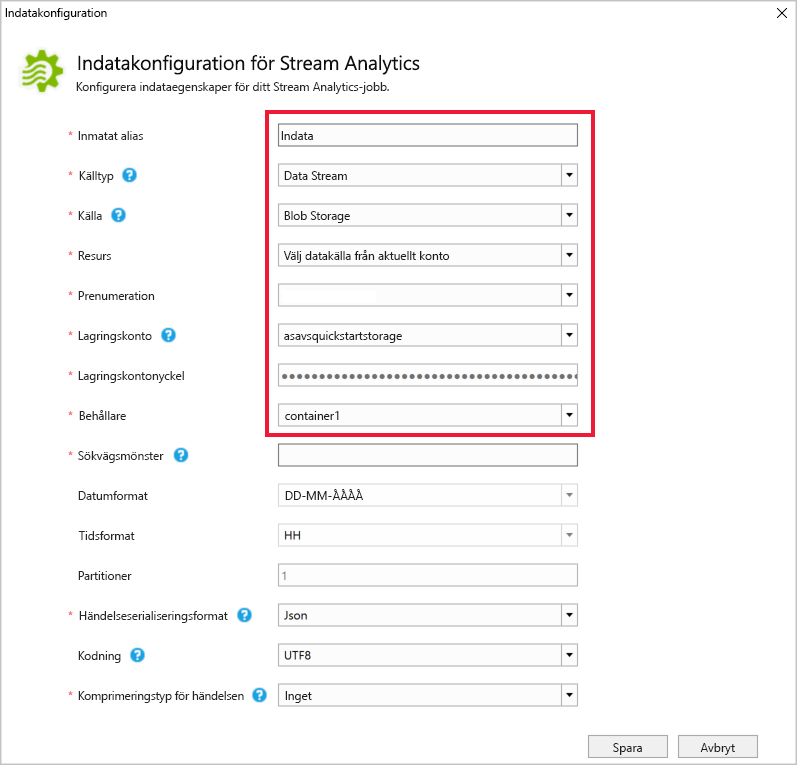 Indatakonfiguration
Indatakonfiguration för Stream Analytics
Konfigurera indataegenskaper för ditt Stream Analytics-jobb.
* Inmatat alias Indata
* Källtyp ? Data Stream
* Källa ? Blob Storage
* Resurs Välj datakälla från aktuellt konto
* Prenumeration
* Lagringskonto ? asavsquickstartstorage
* Lagringskontonyckel
* Behållare container1
* Sökvägsmönster ?
Datumformat DD-MM-ÅÅÅÅ
Tidsformat HH
Partitioner 1
* Händelseserialiseringsformat ? Json
Kodning ? UTF8
* Komprimeringstyp för händelsen ? Inget
Spara Avbryt